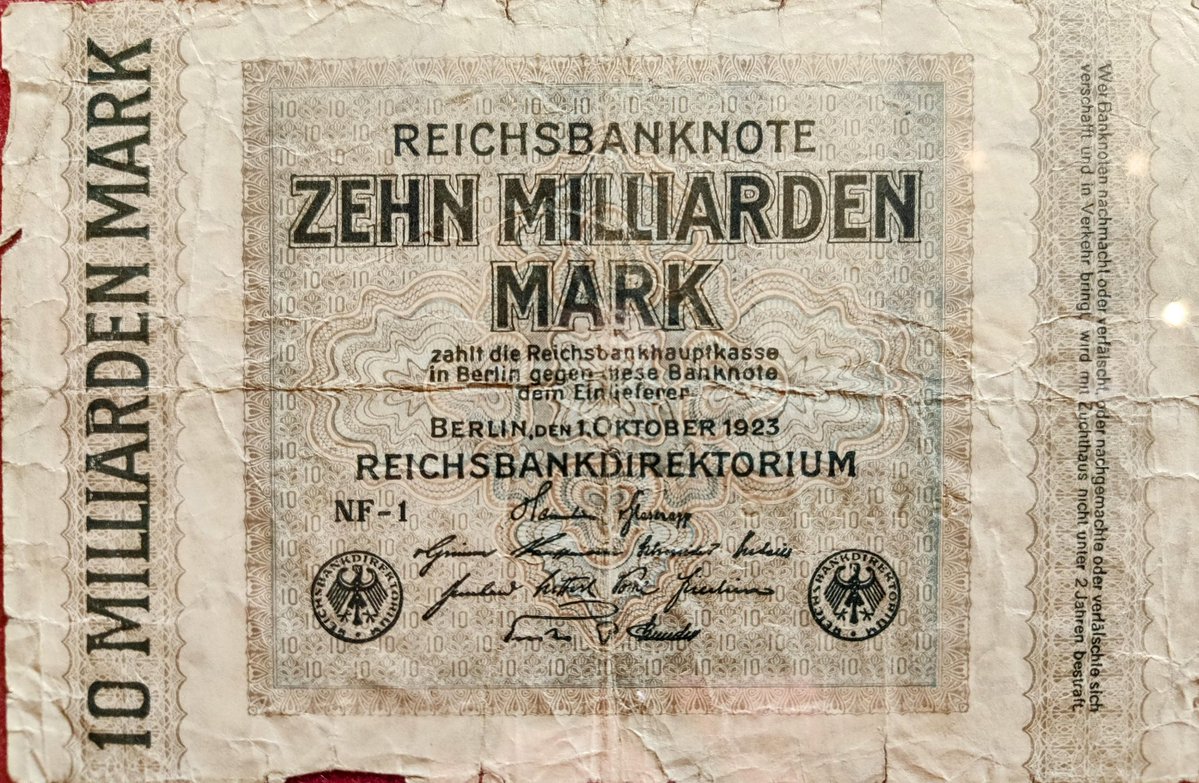 10 MILLIARDEN MARK
REICHSBANKNOTE
ZEHN MILLIARDEN
MARK
zahlt die Reichsbankhauptkasse
in Berlin gegen diese Banknote
dem Einlieferer
BERLIN, DEN 1. OKTOBER 1923
REICHSBANKDIREKTORIUM
NF-1
REICHSBANKDIREKTORIUM
REICHSBANKDIREKTORIUM
Wer Banknoten nachmacht oder verfälscht, oder nachgemachte oder verfälschte sich
verschafft und in Verkehr bringt, wird mit Zuchthaus nicht unter 2 Jahren bestraft.